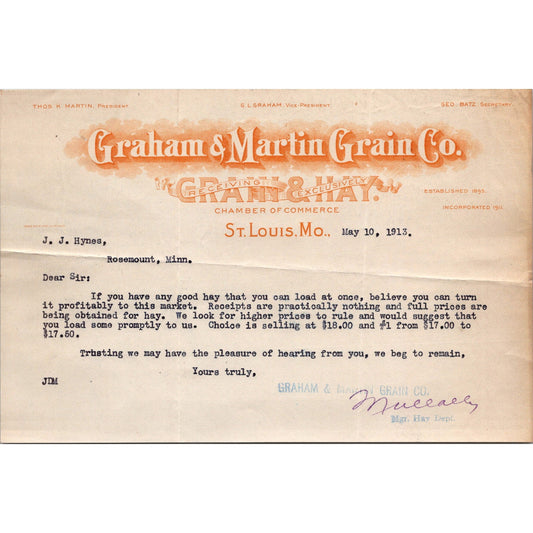 THOS. K. MARTIN, PRESIDENT. G. L. GRAHAM, VICE-PRESIDENT. GEO. BATZ, SECRETARY.
Graham & Martin Grain Co.
RECEIVING EXCLUSIVELY
GRAIN & HAY.
ESTABLISHED 1895.
CHAMBER OF COMMERCE
INCORPORATED 1911.
ST. LOUIS, MO., May 10, 1913.
J. J. Hynes,
Rosemount, Minn.
Dear Sir:
If you have any good hay that you can load at once, believe you can turn
it profitably to this market. Receipts are practically nothing and full prices are
being obtained for hay. We look for higher prices to rule and would suggest that
you load some promptly to us. Choice is selling at $18.00 and #1 from $17.00 to
$17.50.
Trusting we may have the pleasure of hearing from you, we beg to remain,
Yours truly,
JDM
GRAHAM & MARTIN GRAIN CO.
Mullally
Mgr. Hay Dept.